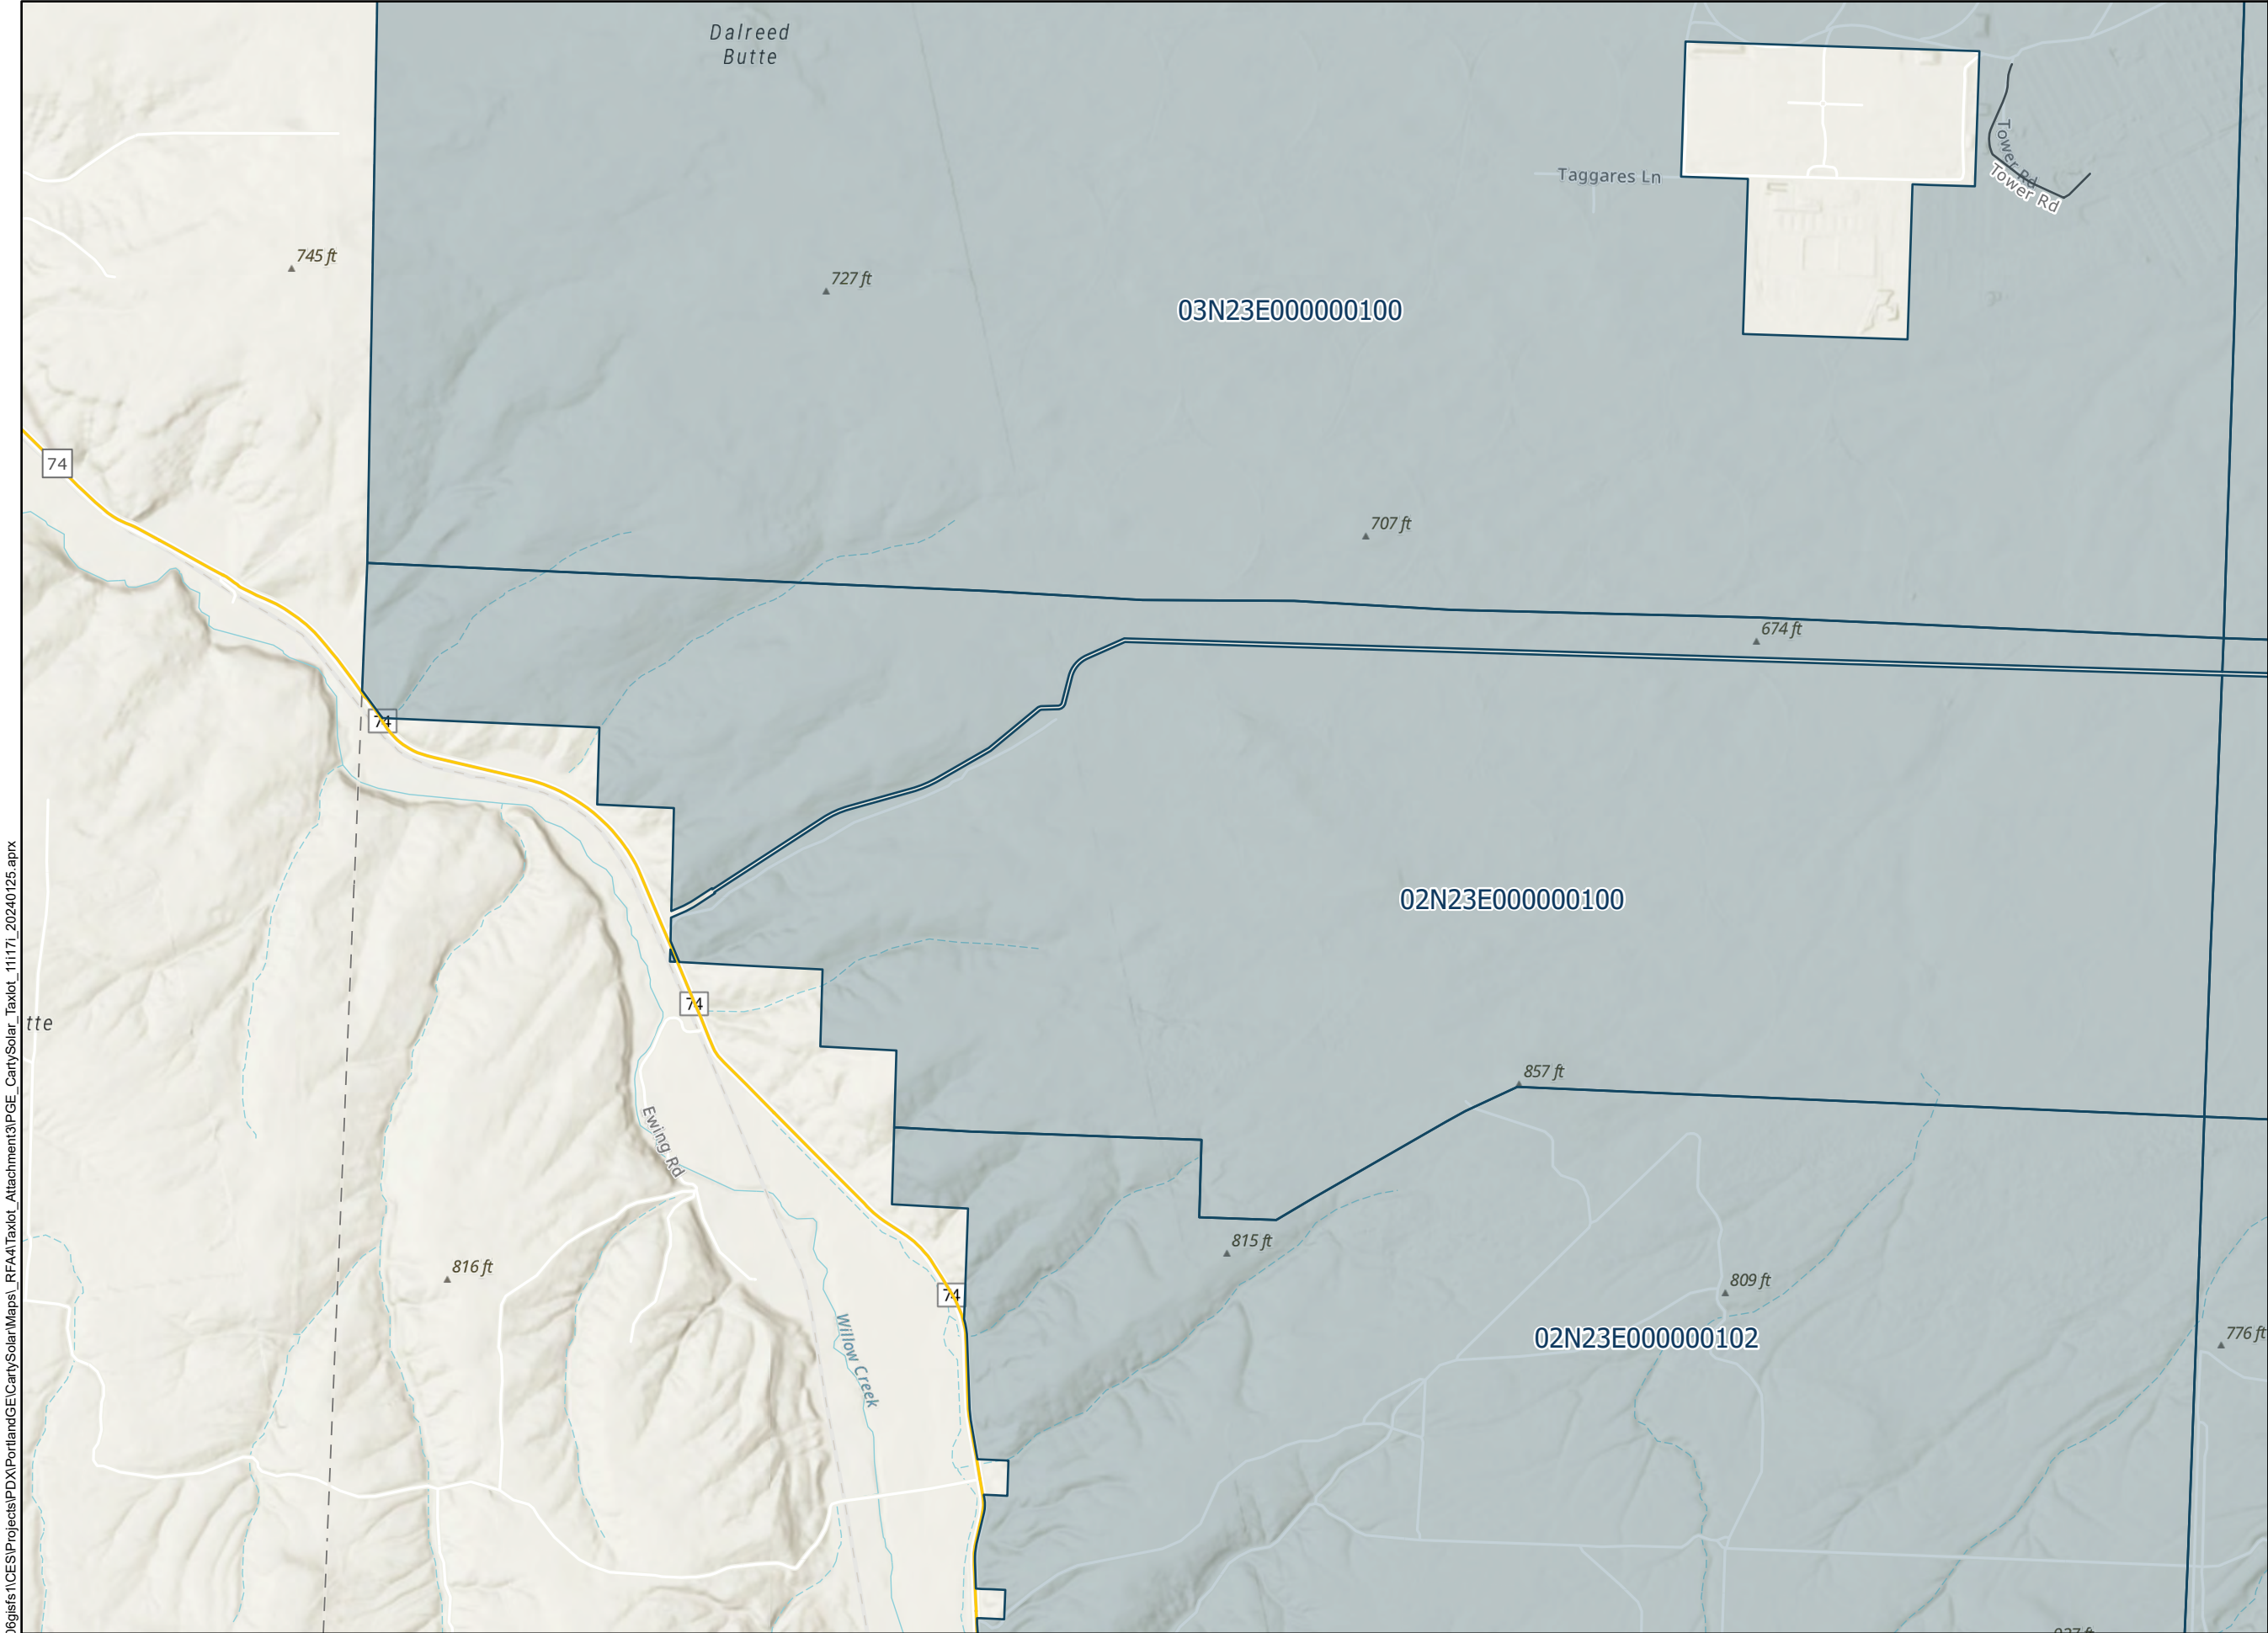 Dalreed
Butte
Tower Rd
Tower Rd
Taggares Ln
745 ft
727 ft
03N23E000000100
74
707 ft
674 ft
74
02N23E000000100
74
tte
857 ft
Ewing Rd
815 ft
816 ft
809 ft
74
Willow Creek
02N23E000000102
776 ft
06gisfs1\CES\Projects\PDX\PortlandGE\CartySolar\Maps\_RFA4\Taxlot_Attachment3\PGE_CartySolar_Taxlot_11i17i_20240125.aprx